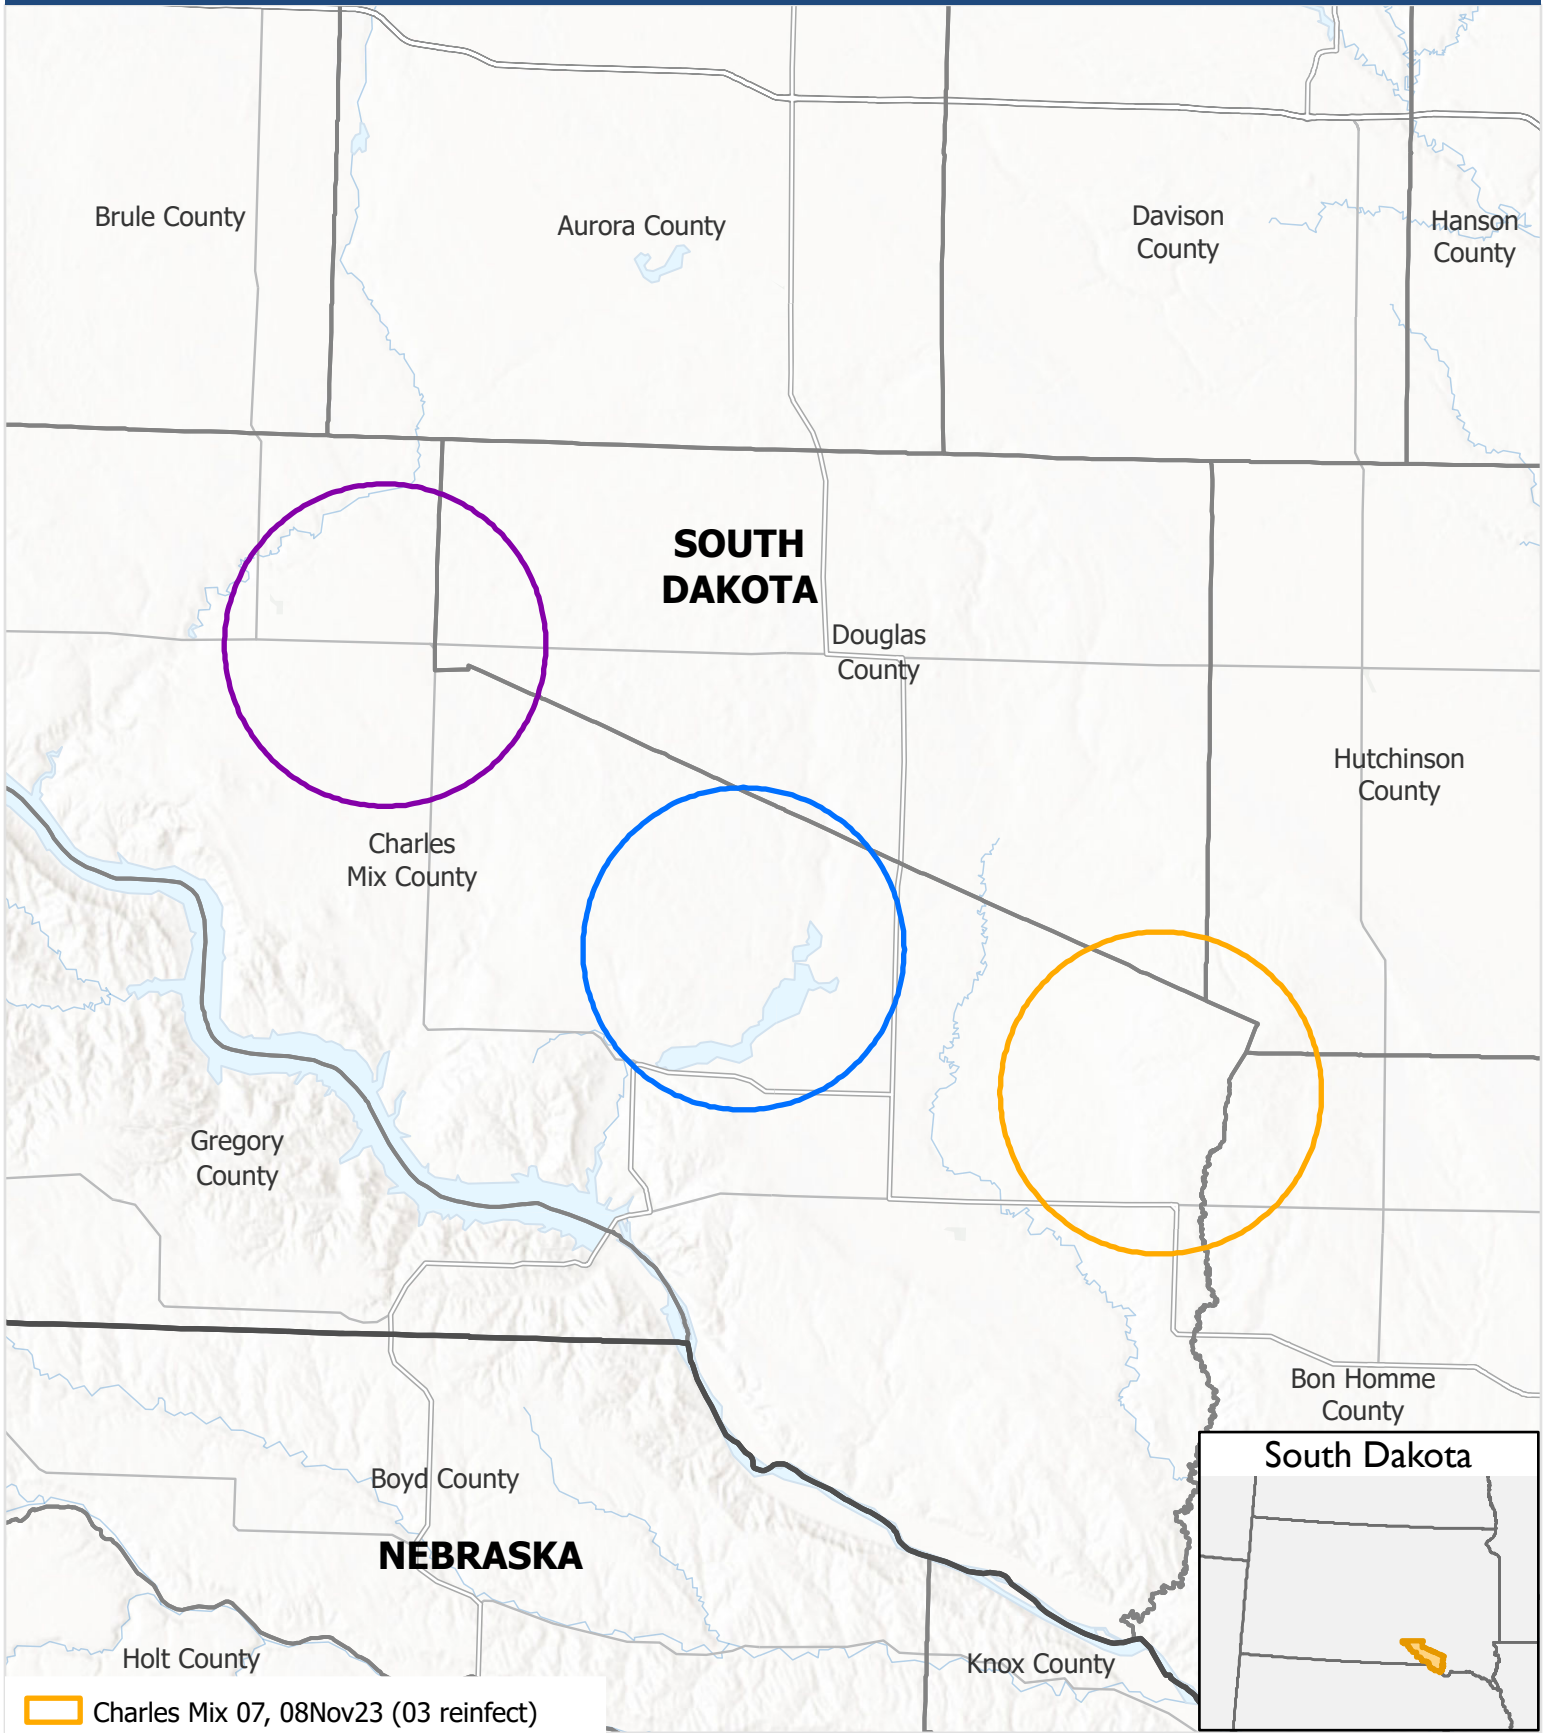 Brule County
Aurora County
Davison
County
Hanson
County
SOUTH
DAKOTA
Douglas
County
Hutchinson
County
Charles
Mix County
Gregory
County
Bon Homme
County
South Dakota
Boyd County
NEBRASKA
Holt County
Knox County
Charles Mix 07, 08Nov23 (03 reinfect)